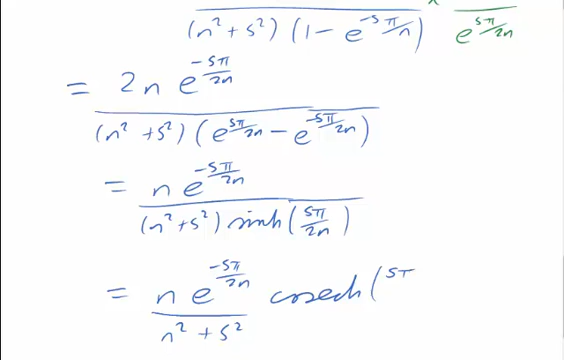 (n² + s²) (1 - e^(-sπ/n)) × e^(sπ/2n)
= 2n e^(-sπ/2n)
(n² + s²) (e^(sπ/2n) - e^(-sπ/2n))
= n e^(-sπ/2n)
(n² + s²) sinh (sπ/2n)
= n e^(-sπ/2n) cosech (sπ
n² + s²